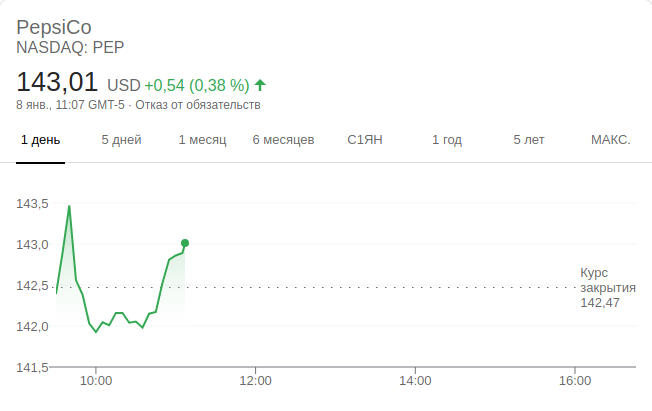 PepsiCo
NASDAQ: PEP
143,01 USD +0,54 (0,38 %)
8 янв., 11:07 GMT-5 · Отказ от обязательств
1 день 5 дней 1 месяц 6 месяцев С1ЯН 1 год 5 лет МАКС.
143,5
143,0
142,5
142,0
141,5
Курс
закрытия
142,47
10:00 12:00 14:00 16:00